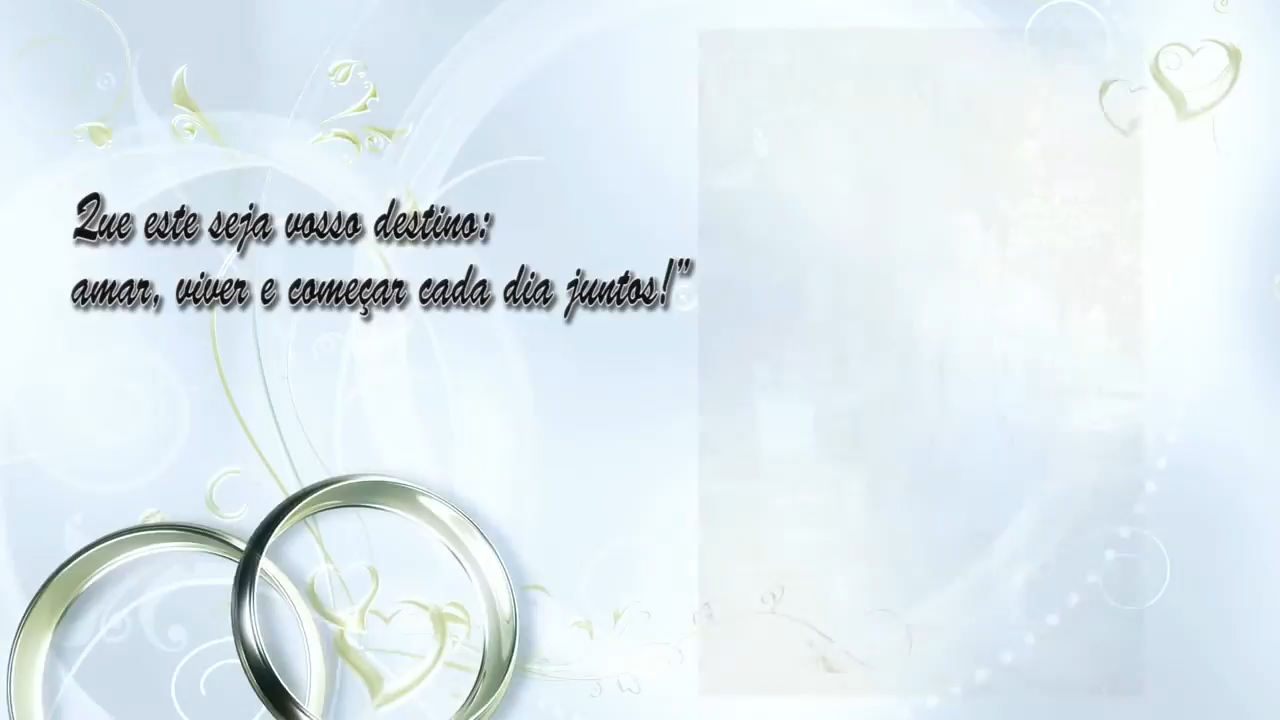 Que este seja vosso destino:
amar, viver e começar cada dia juntos!”